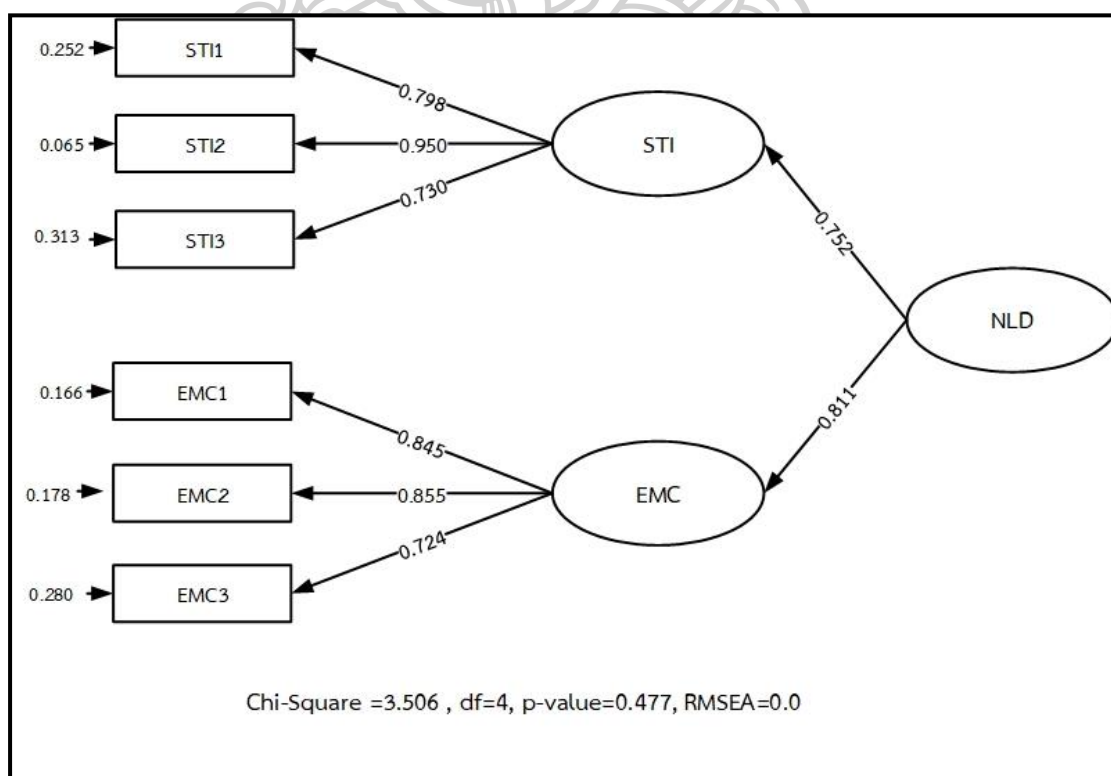 0.252
STI1
0.798
0.065
STI2
0.950
STI
0.730
0.313
STI3
0.752
NLD
0.166
EMC1
0.845
0.811
0.178
EMC2
0.855
EMC
0.724
0.280
EMC3
Chi-Square =3.506 , df=4, p-value=0.477, RMSEA=0.0